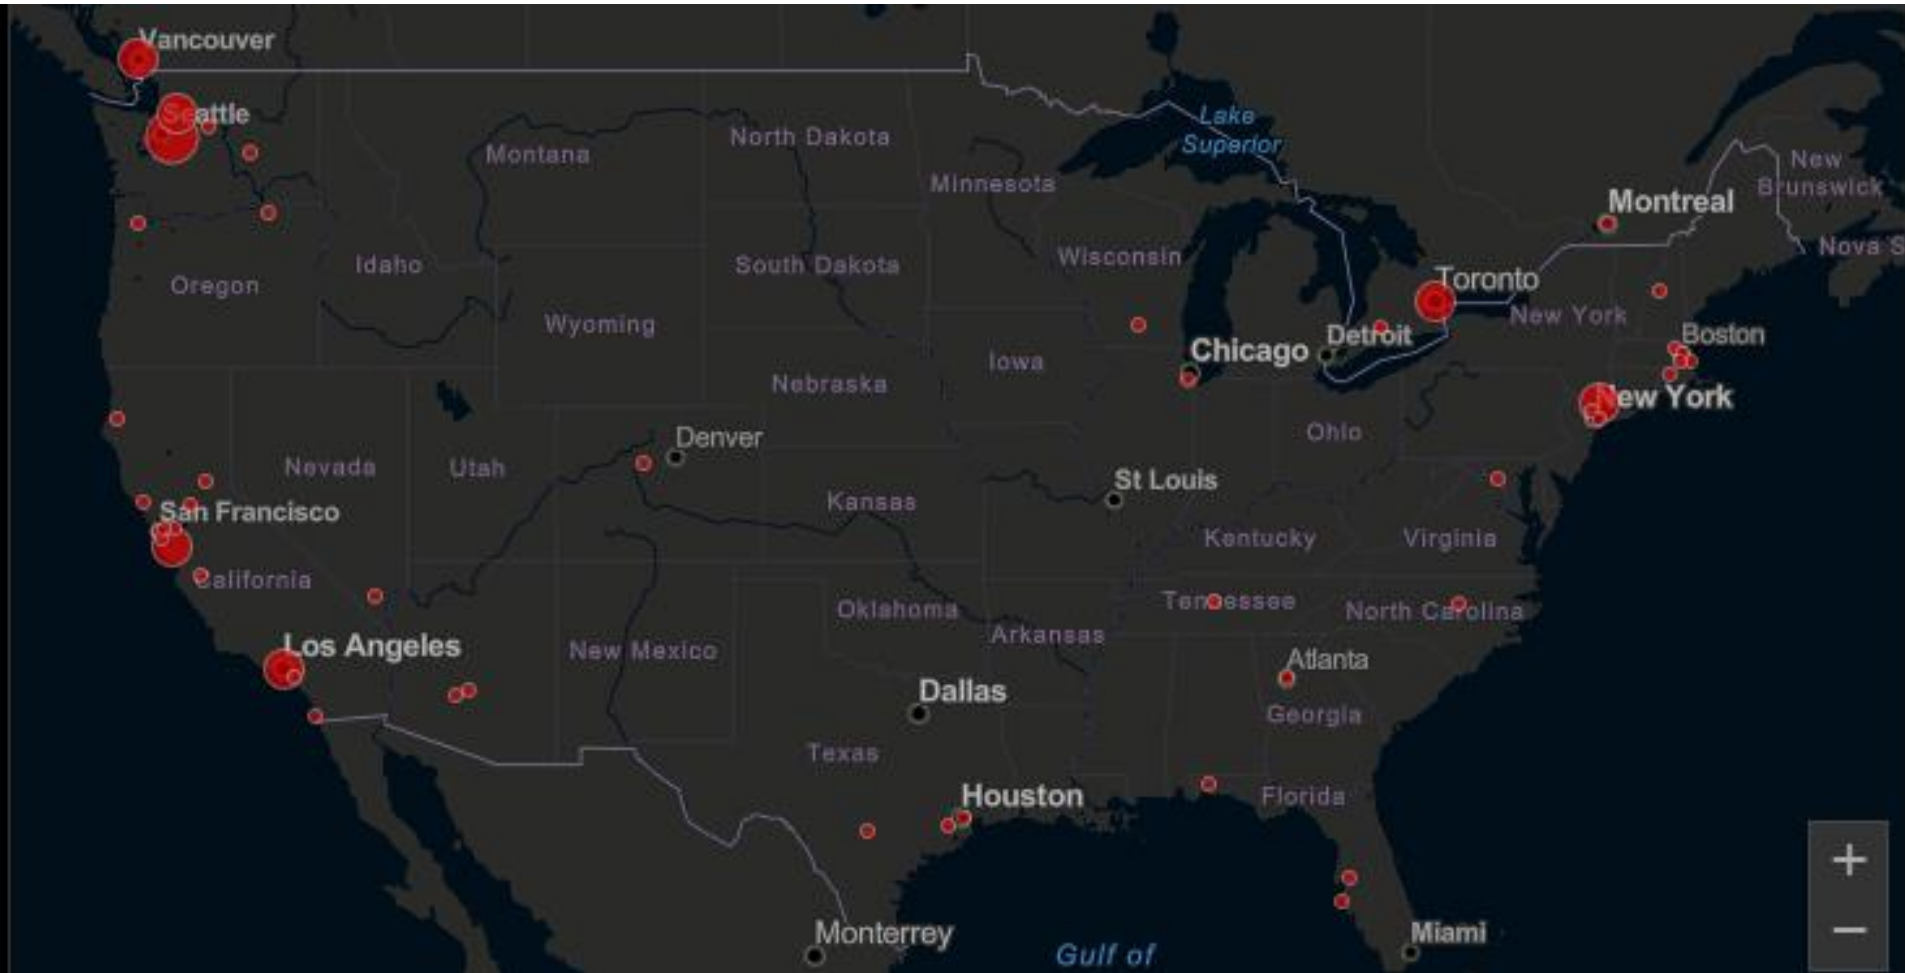 Vancouver
Seattle
Montana
North Dakota
Minnesota
Lake
Superior
New
Brunswick
Montreal
Nova S
Oregon
Idaho
South Dakota
Wisconsin
Toronto
Wyoming
New York
Iowa
Chicago
Detroit
Boston
Nebraska
New York
Denver
Ohio
Nevada
Utah
St Louis
Kansas
San Francisco
Kentucky
Virginia
California
Oklahoma
Tennessee
North Carolina
Arkansas
Los Angeles
New Mexico
Atlanta
Dallas
Georgia
Texas
Houston
Florida
+
Monterrey
Miami
−
Gulf of